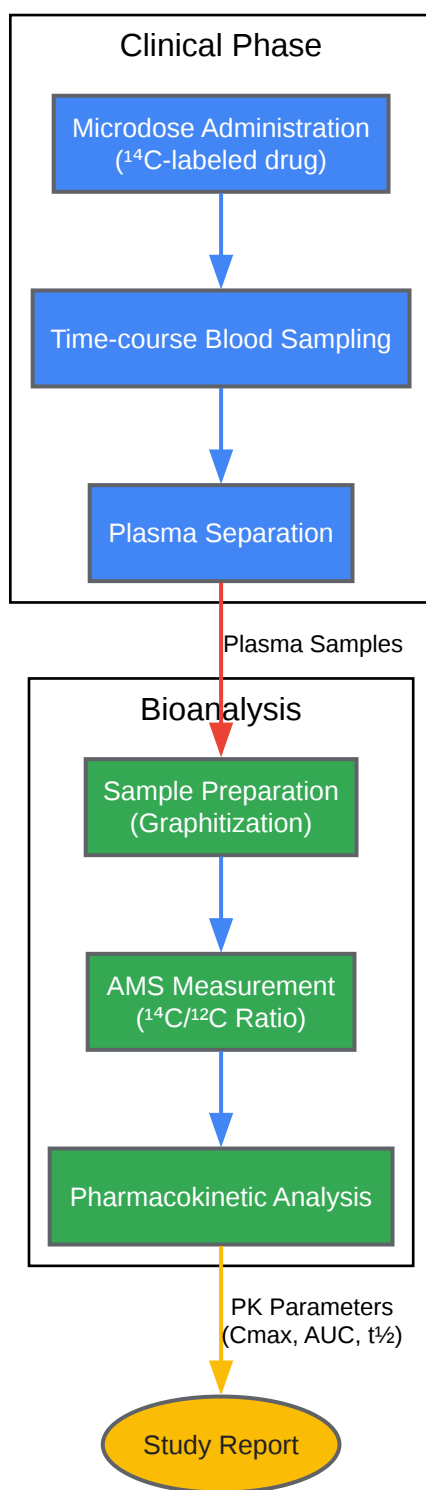 Clinical Phase
Microdose Administration
(¹⁴C-labeled drug)
Time-course Blood Sampling
Plasma Separation
Plasma Samples
Bioanalysis
Sample Preparation
(Graphitization)
AMS Measurement
(¹⁴C/¹²C Ratio)
Pharmacokinetic Analysis
PK Parameters
(Cmax, AUC, t½)
Study Report